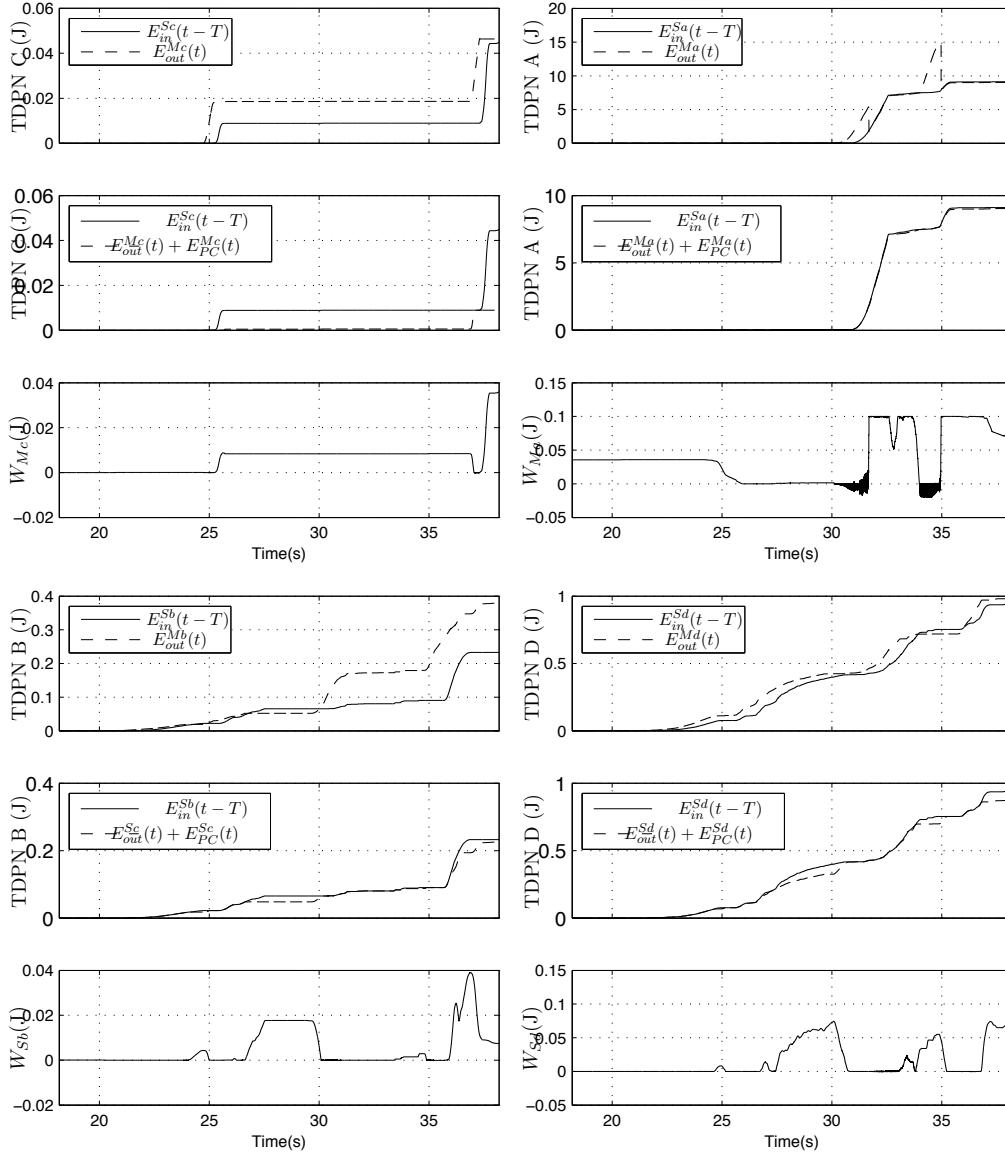 TDPN C (J)
0.06
0.04
0.02
0
E_{in}^{Sc}(t − T)
E_{out}^{Mc}(t)
TDPN A (J)
20
15
10
5
0
E_{in}^{Sa}(t − T)
E_{out}^{Ma}(t)
TDPN C (J)
0.06
0.04
0.02
0
E_{in}^{Sc}(t − T)
E_{out}^{Mc}(t) + E_{PC}^{Mc}(t)
TDPN A (J)
10
5
0
E_{in}^{Sa}(t − T)
E_{out}^{Ma}(t) + E_{PC}^{Ma}(t)
W_{Mc}(J)
0.04
0.02
0
−0.02
20 25 30 35
Time(s)
W_{Ma}(J)
0.15
0.1
0.05
0
−0.05
20 25 30 35
Time(s)
TDPN B (J)
0.4
0.3
0.2
0.1
0
E_{in}^{Sb}(t − T)
E_{out}^{Mb}(t)
TDPN D (J)
1
0.5
0
E_{in}^{Sd}(t − T)
E_{out}^{Md}(t)
TDPN B (J)
0.4
0.2
0
E_{in}^{Sb}(t − T)
E_{out}^{Sc}(t) + E_{PC}^{Sc}(t)
TDPN D (J)
1
0.5
0
E_{in}^{Sd}(t − T)
E_{out}^{Sd}(t) + E_{PC}^{Sd}(t)
W_{Sb}(J)
0.04
0.02
0
−0.02
20 25 30 35
Time(s)
W_{Sd}(J)
0.15
0.1
0.05
0
−0.05
20 25 30 35
Time(s)